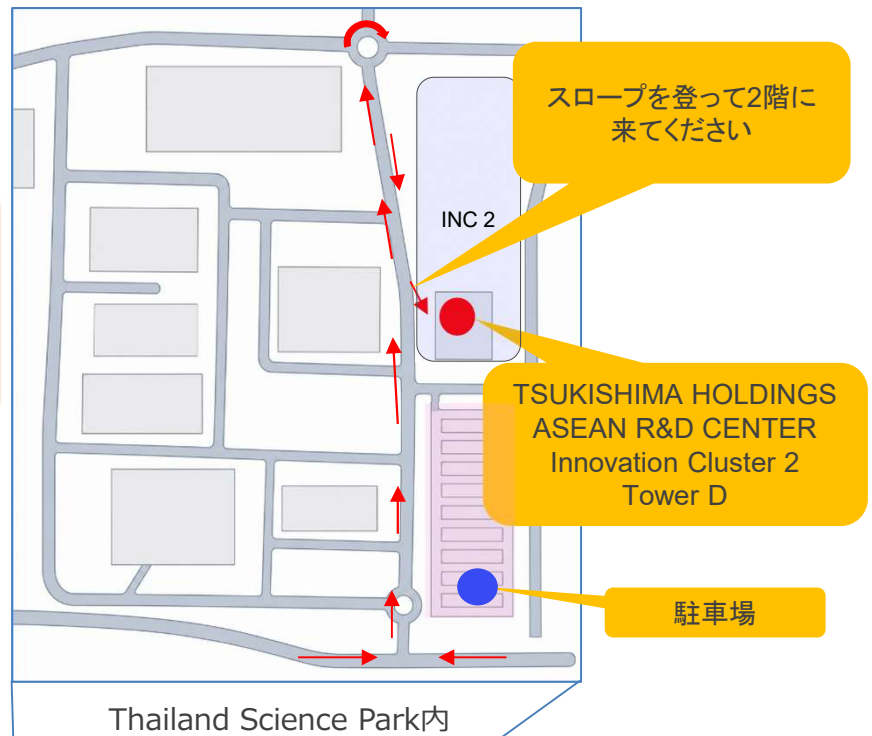 スロープを登って2階に
来てください
INC 2
TSUKISHIMA HOLDINGS
ASEAN R&D CENTER
Innovation Cluster 2
Tower D
駐車場
Thailand Science Park内